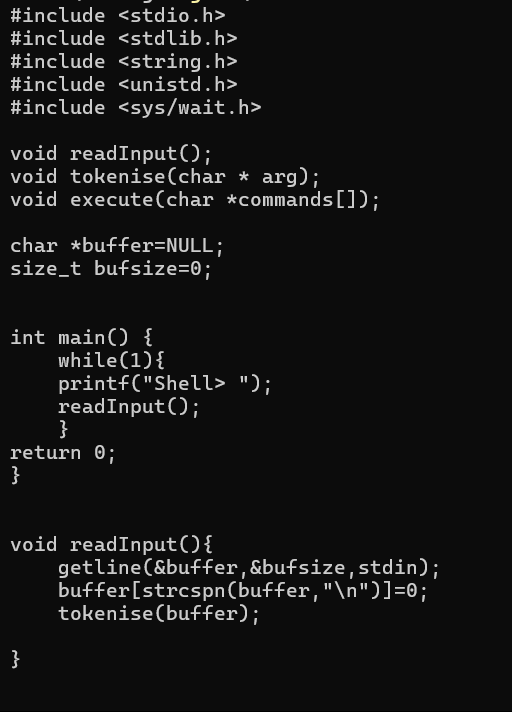 #include <stdio.h>
#include <stdlib.h>
#include <string.h>
#include <unistd.h>
#include <sys/wait.h>
void readInput();
void tokenise(char * arg);
void execute(char *commands[]);
char *buffer=NULL;
size_t bufsize=0;
int main() {
    while(1){
    printf("Shell> ");
    readInput();
    }
return 0;
}
void readInput(){
    getline(&buffer,&bufsize,stdin);
    buffer[strcspn(buffer,"\n")]=0;
    tokenise(buffer);
}